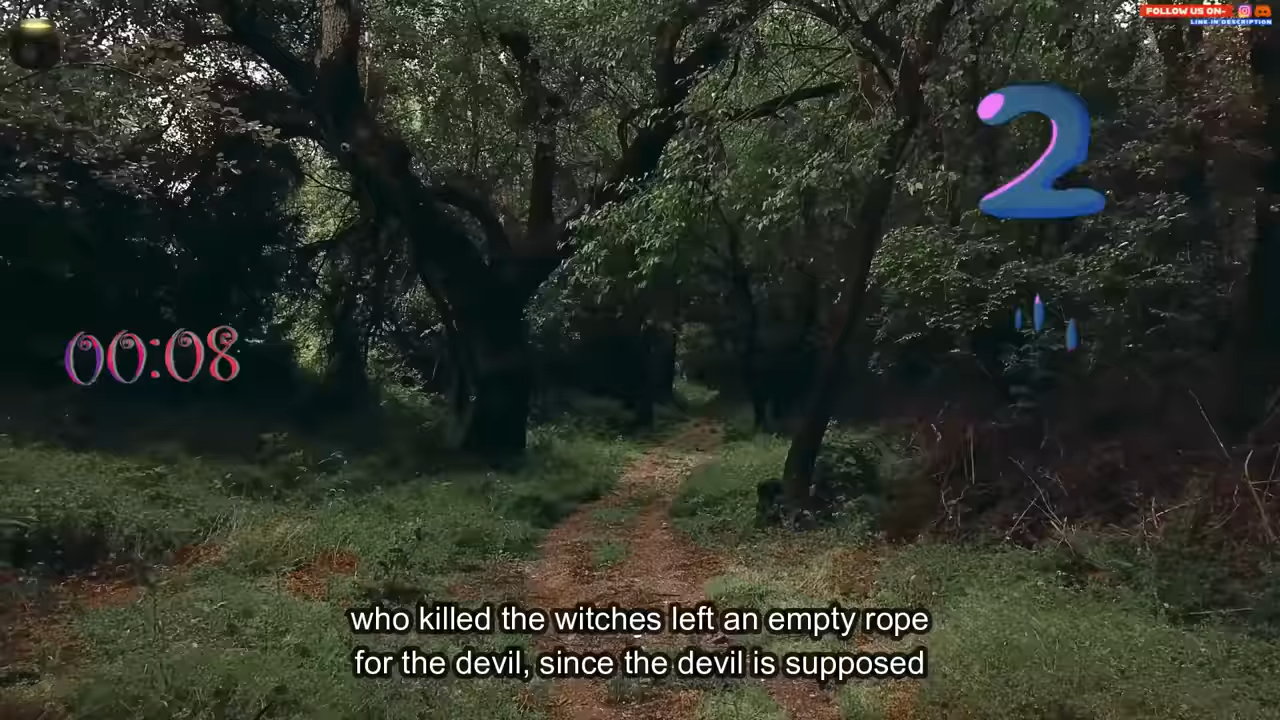 FOLLOW US ON-
LINK IN DESCRIPTION
2
00:08
who killed the witches left an empty rope
for the devil, since the devil is supposed